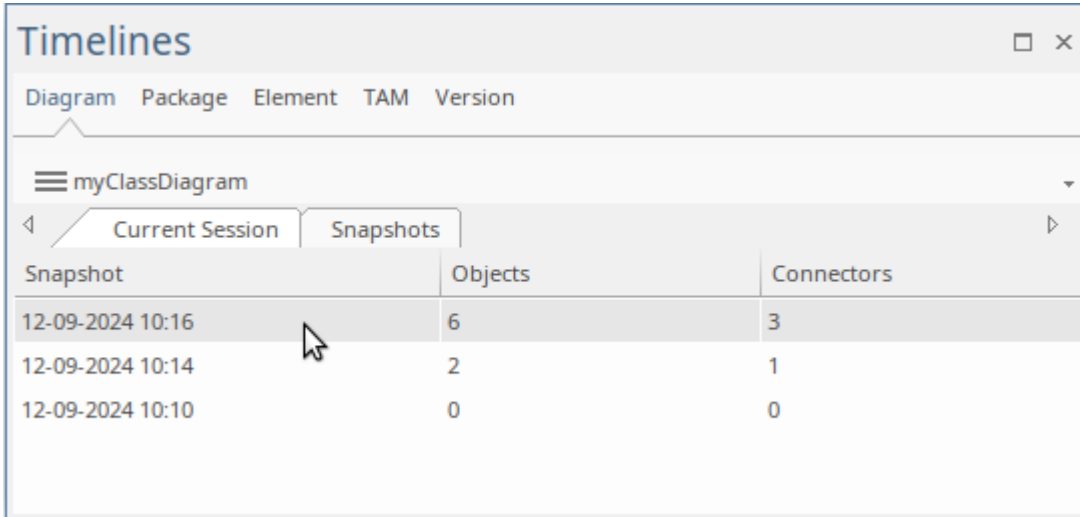 Timelines
Diagram Package Element TAM Version
myClassDiagram
Current Session Snapshots
Snapshot Objects Connectors
12-09-2024 10:16 6 3
12-09-2024 10:14 2 1
12-09-2024 10:10 0 0